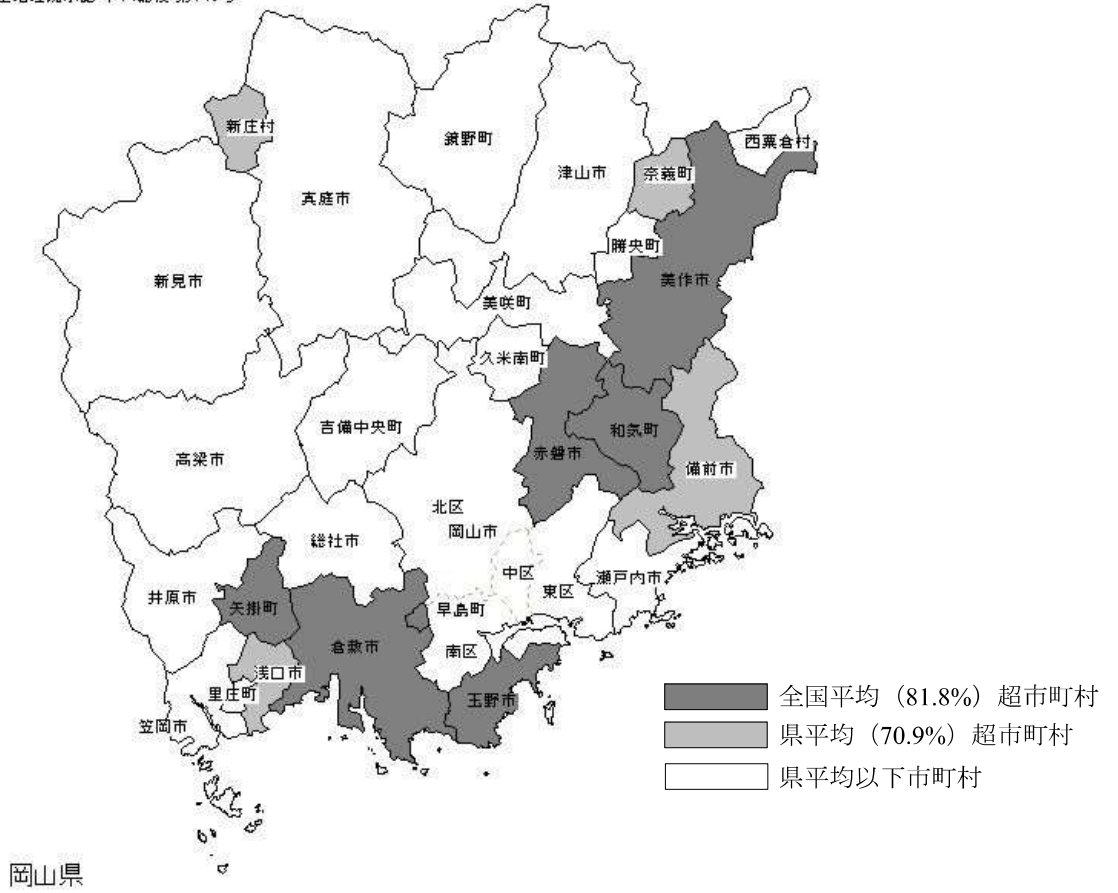 新庄村
鏡野町
西粟倉村
津山市
奈義町
真庭市
勝央町
新見市
美作市
美咲町
久米南町
吉備中央町
和気町
高梁市
赤磐市
備前市
北区
岡山市
総社市
中区
瀬戸内市
東区
井原市
矢掛町
早島町
倉敷市
南区
浅口市
里庄町
玉野市
笠岡市
全国平均（81.8%）超市町村
県平均（70.9%）超市町村
県平均以下市町村
岡山県